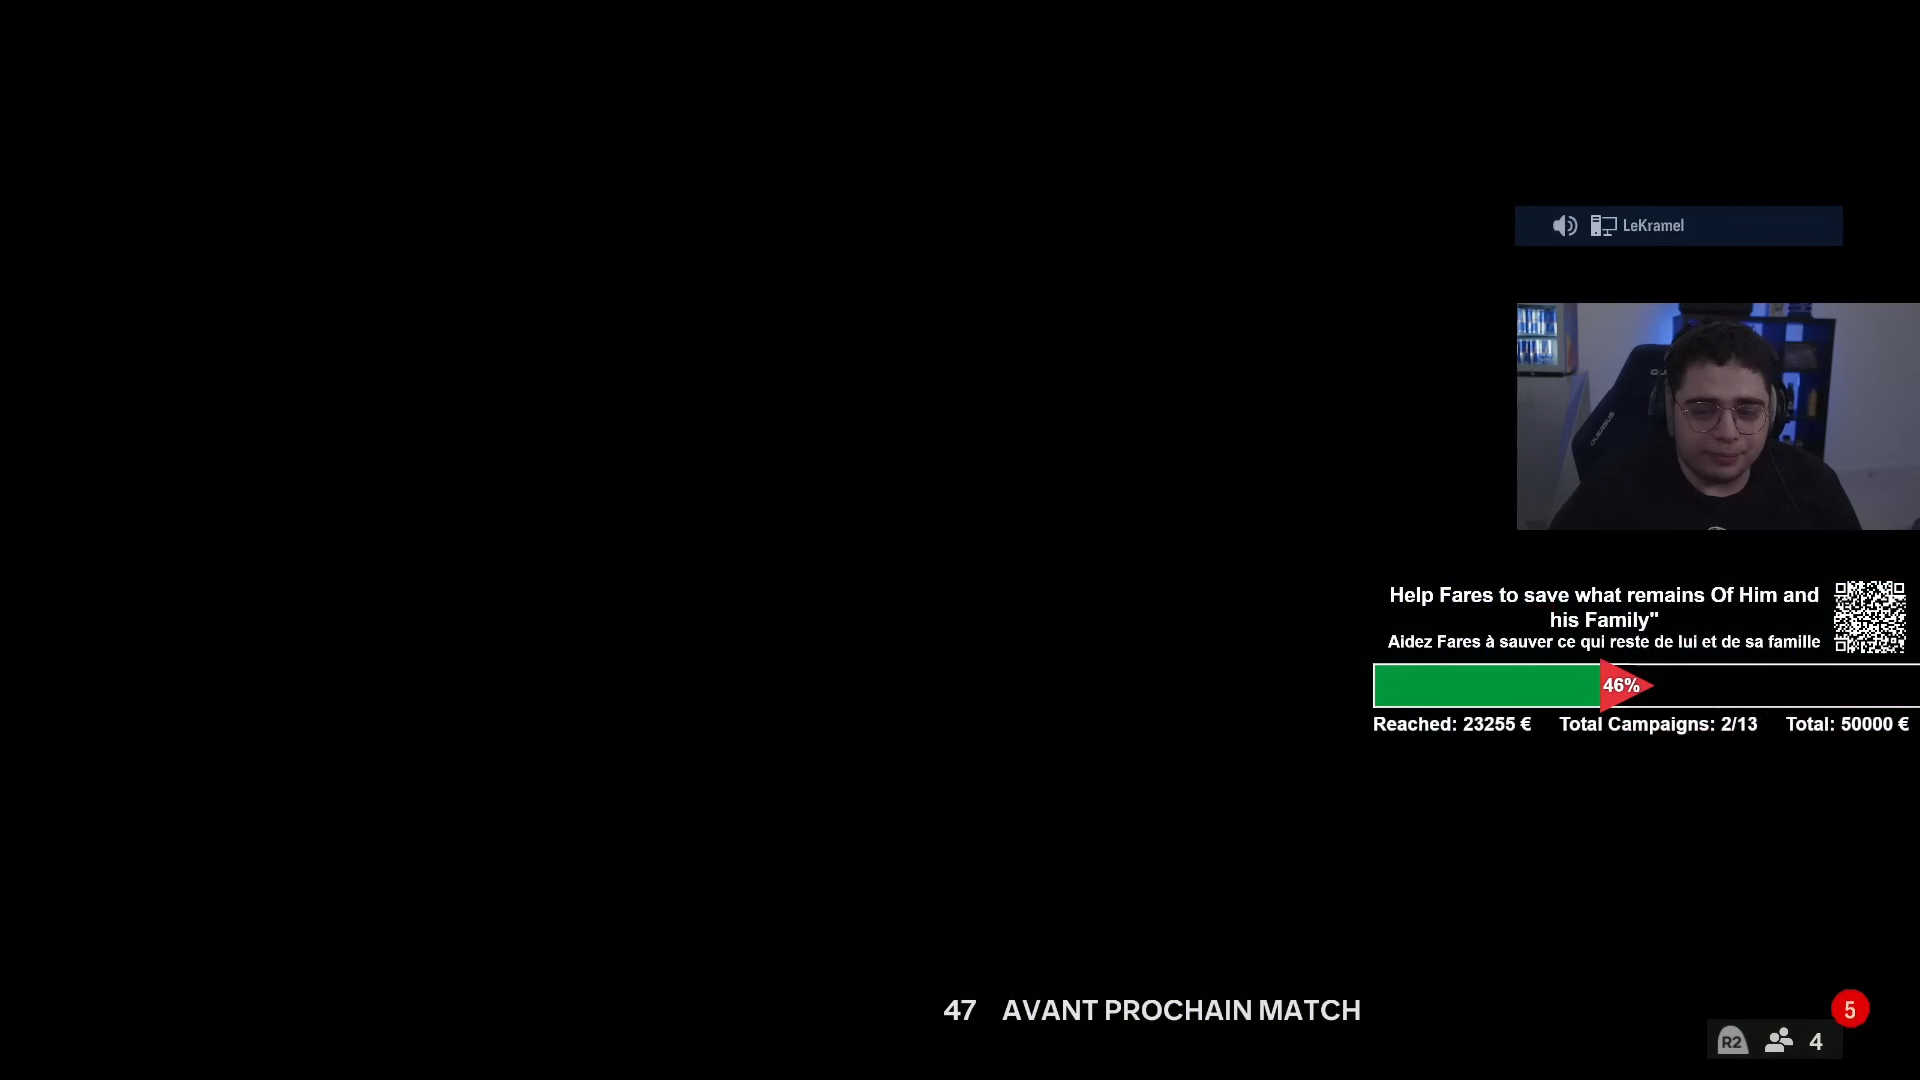 LeKramel
QUERSUS
Help Fares to save what remains Of Him and
his Family"
Aidez Fares à sauver ce qui reste de lui et de sa famille
46%
Reached: 23255 € Total Campaigns: 2/13 Total: 50000 €
47 AVANT PROCHAIN MATCH
5
R2 4